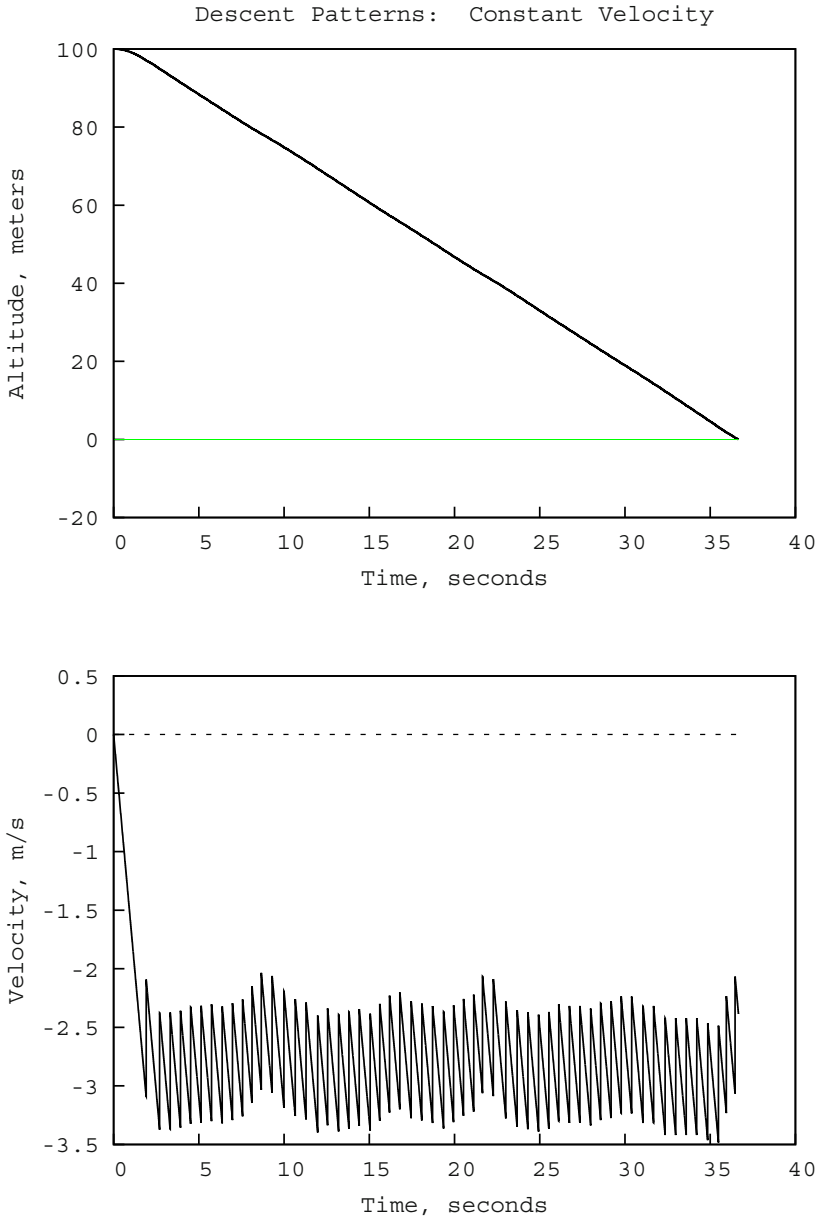 Descent Patterns:  Constant Velocity
100
80
60
40
20
0
-20
Altitude, meters
0 5 10 15 20 25 30 35 40
Time, seconds
0.5
0
-0.5
-1
-1.5
-2
-2.5
-3
-3.5
Velocity, m/s
0 5 10 15 20 25 30 35 40
Time, seconds